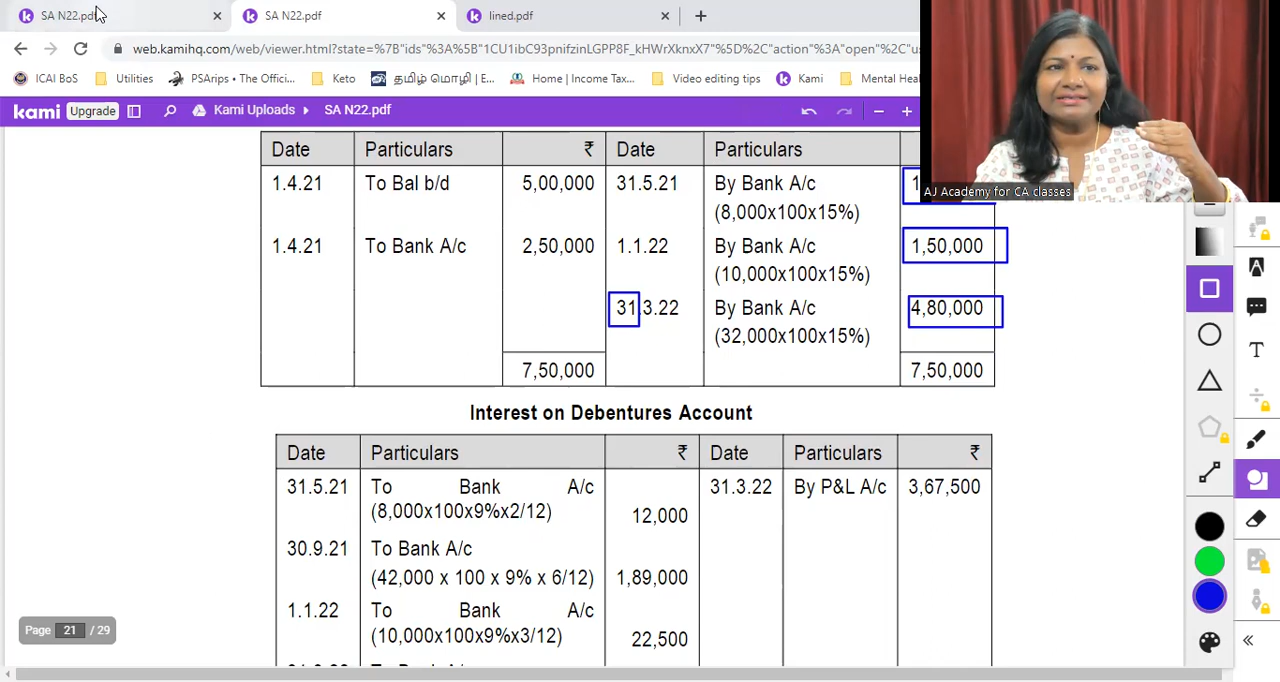 SA N22.pdf
SA N22.pdf
lined.pdf
web.kamihq.com/web/viewer.html?state=%7B"ids"%3A%5B"1CU1ibC93pnifzinLGPP8F_kHWrXknxX7"%5D%2C"action"%3A"open"%2C"u
ICAI BoS
Utilities
PSArips - The Offici...
Keto
தமிழ் மொழி | E...
Home | Income Tax...
Video editing tips
Kami
Mental Heal
kami Upgrade
Kami Uploads
SA N22.pdf
Date Particulars ₹ Date Particulars
1.4.21 To Bal b/d 5,00,000 31.5.21 By Bank A/c 1
(8,000x100x15%)
1.4.21 To Bank A/c 2,50,000 1.1.22 By Bank A/c 1,50,000
(10,000x100x15%)
31.3.22 By Bank A/c 4,80,000
(32,000x100x15%)
7,50,000 7,50,000
Interest on Debentures Account
Date Particulars ₹ Date Particulars ₹
31.5.21 To Bank A/c 31.3.22 By P&L A/c 3,67,500
(8,000x100x9%x2/12) 12,000
30.9.21 To Bank A/c
(42,000 x 100 x 9% x 6/12) 1,89,000
1.1.22 To Bank A/c
(10,000x100x9%x3/12) 22,500
Page 21 / 29
AJ Academy for CA classes